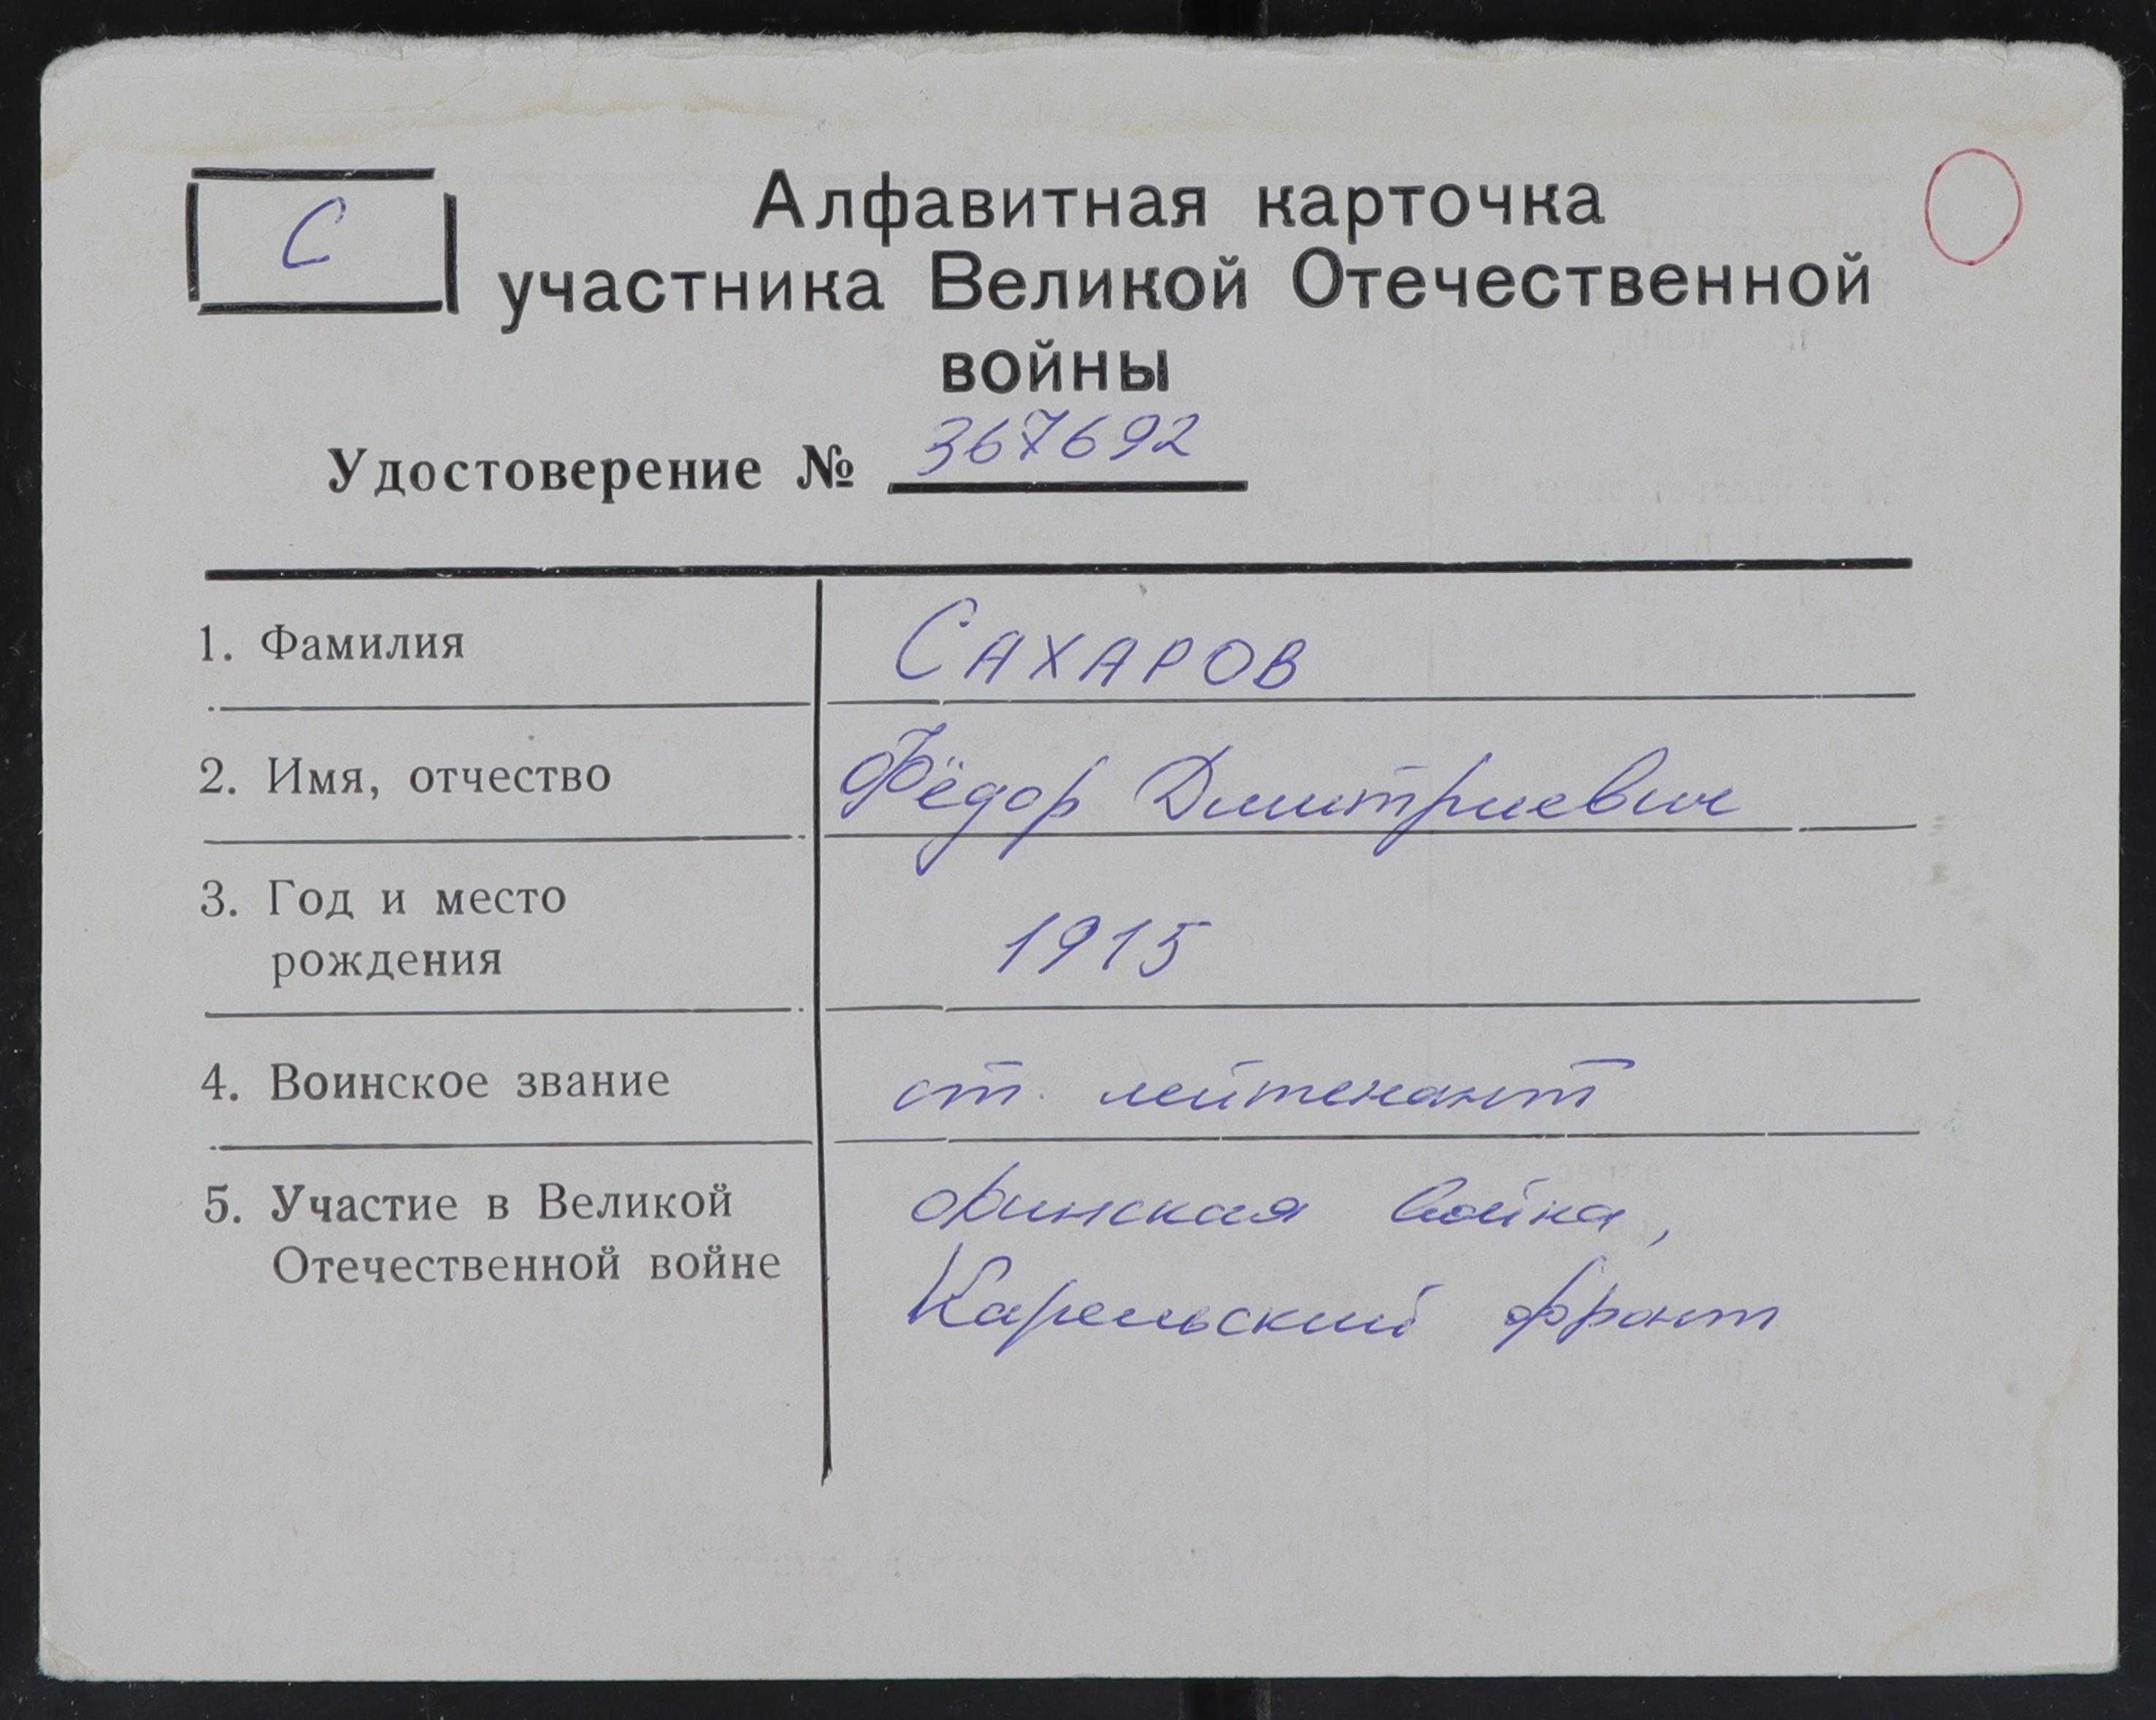 С
Алфавитная карточка
участника Великой Отечественной
войны
Удостоверение № 367692
1. Фамилия САХАРОВ
2. Имя, отчество Фёдор Дмитриевич
3. Год и место
рождения 1915
4. Воинское звание ст. лейтенант
5. Участие в Великой финская война,
Отечественной войне Карельский фронт